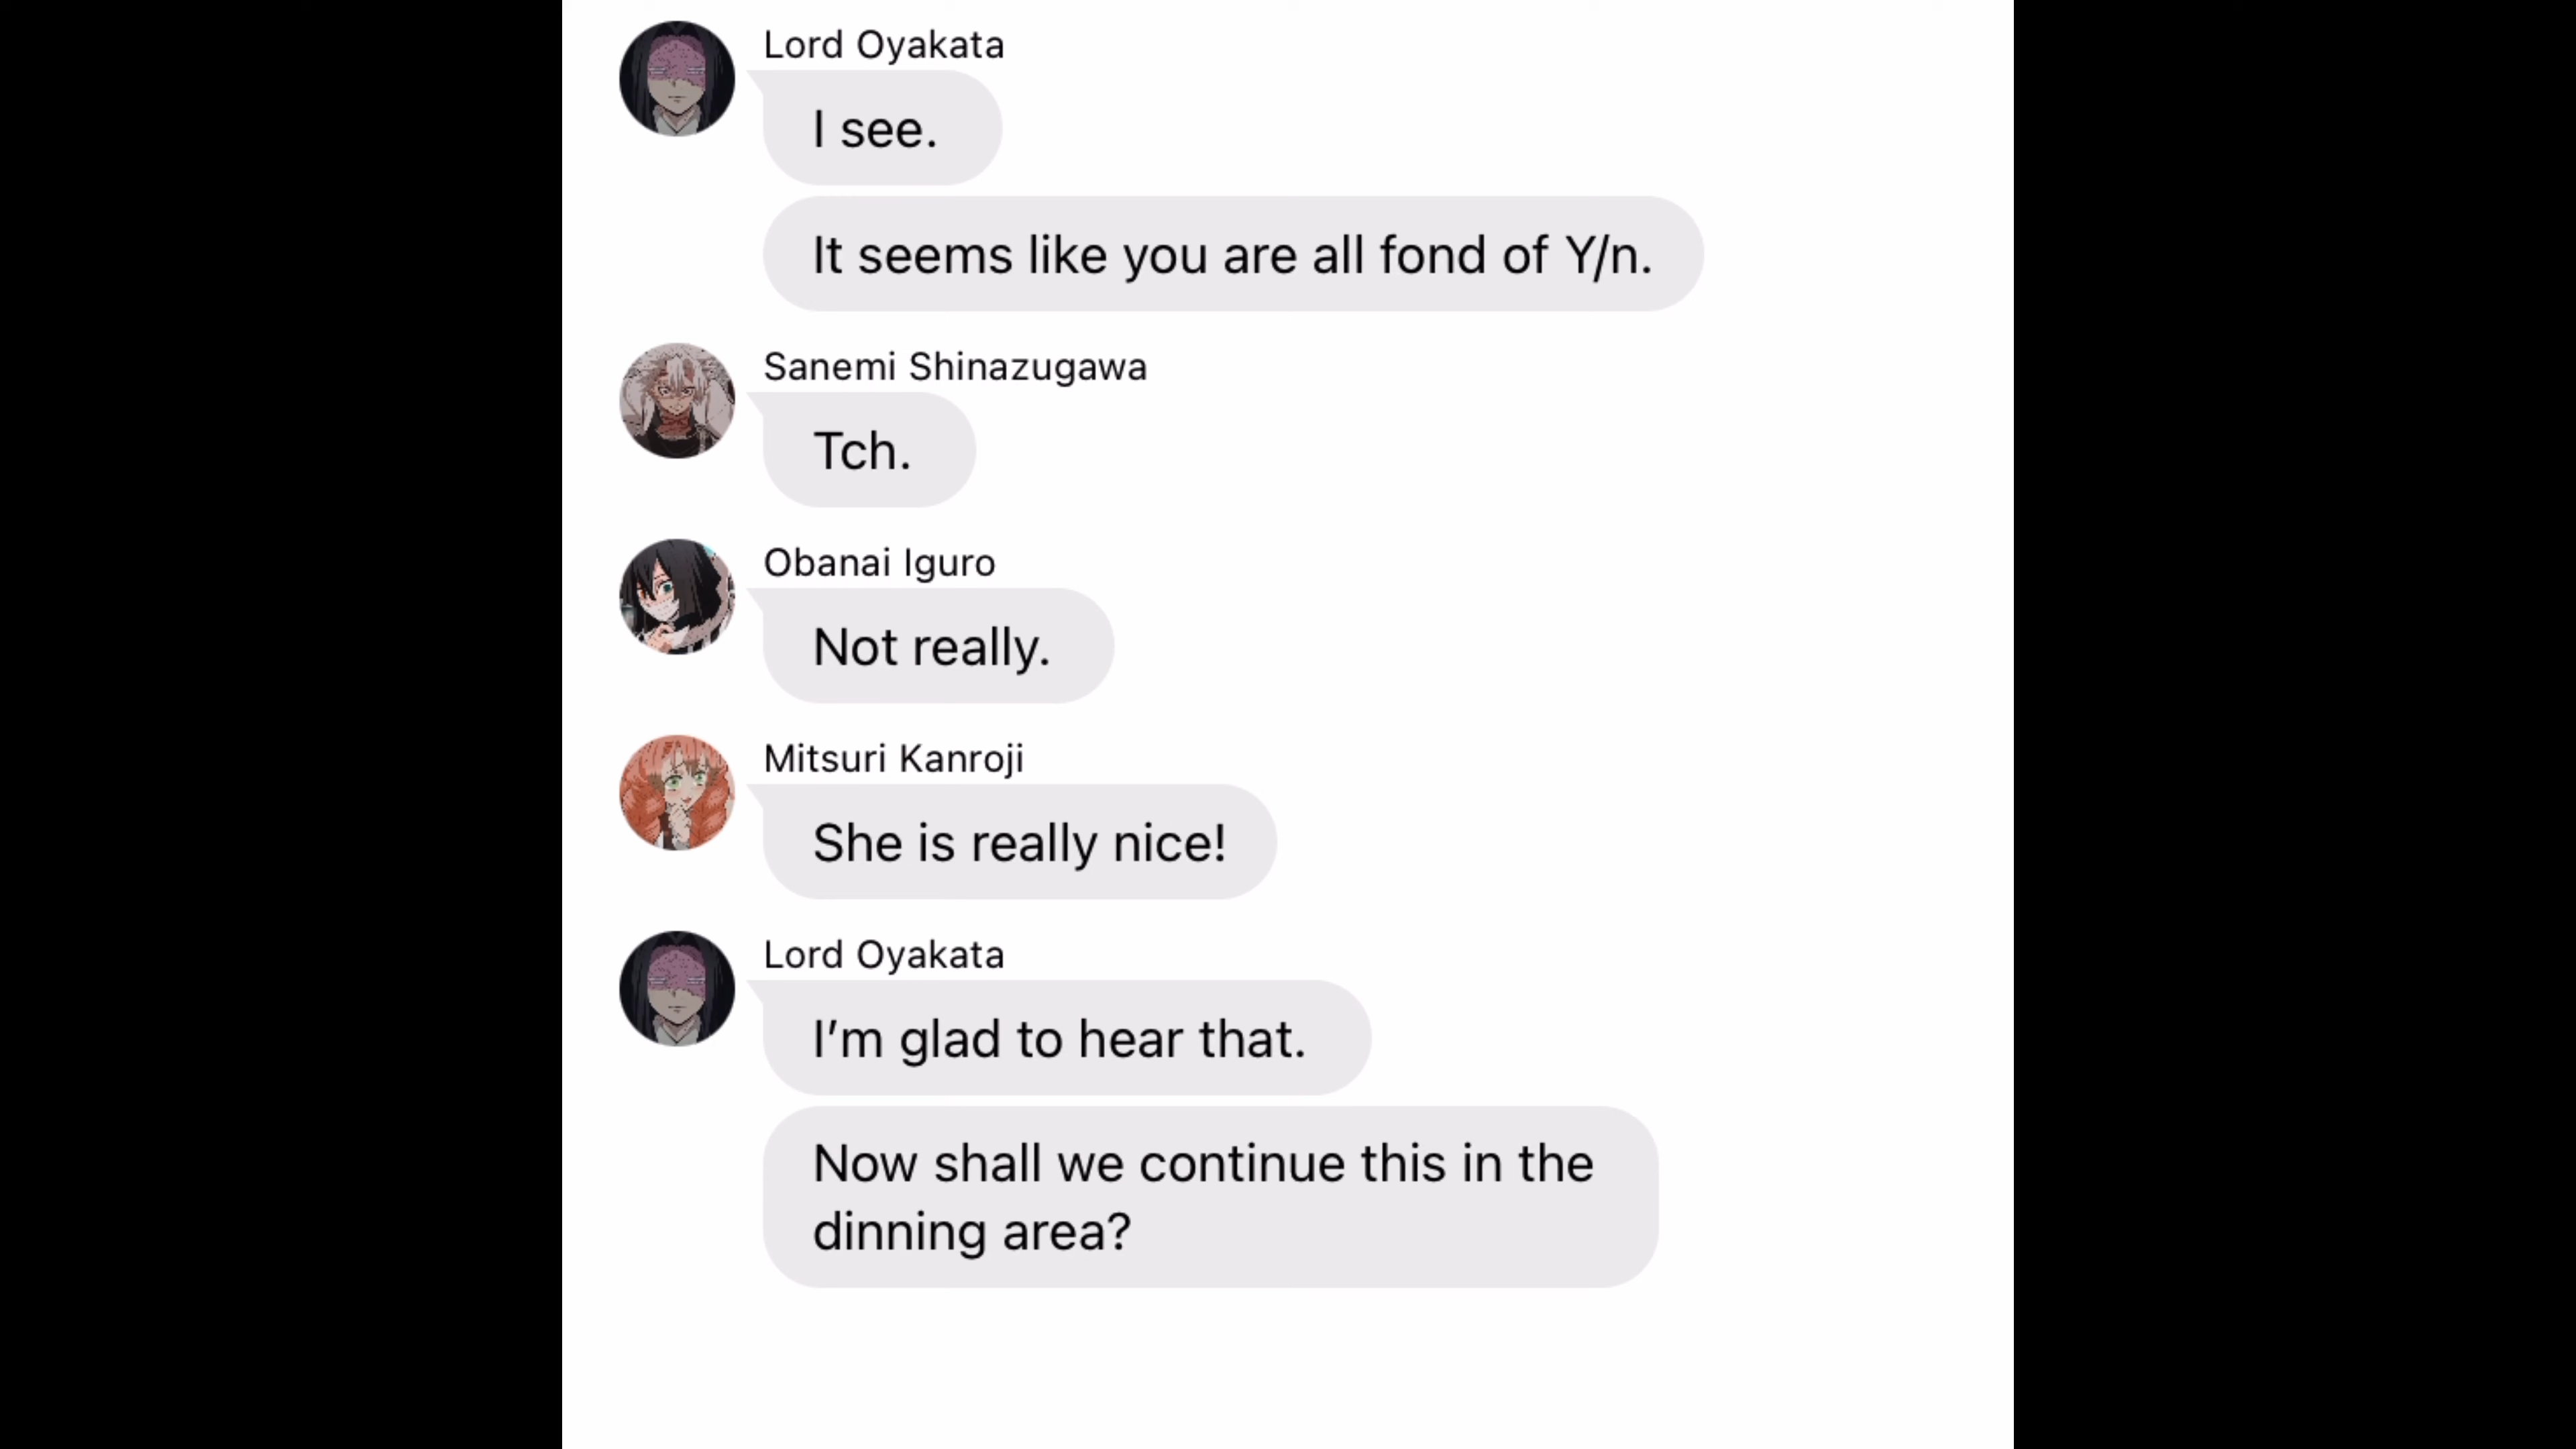 Lord Oyakata
I see.
It seems like you are all fond of Y/n.
Sanemi Shinazugawa
Tch.
Obanai Iguro
Not really.
Mitsuri Kanroji
She is really nice!
Lord Oyakata
I’m glad to hear that.
Now shall we continue this in the
dinning area?